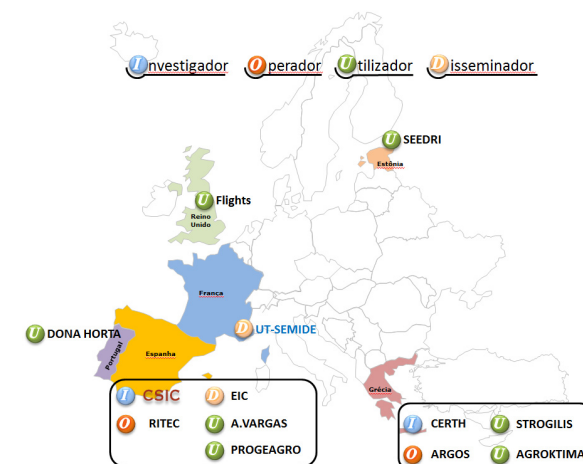 Investigador Operador Utilizador Disseminador
U SEEDRI
Estônia
U Flights
Reino
Unido
França
D UT-SEMIDE
U DONA HORTA
Portugal
Espanha
Grécia
I CSIC D EIC
O RITEC U A.VARGAS
U PROGEAGRO
I CERTH U STROGILIS
O ARGOS U AGROKTIMA